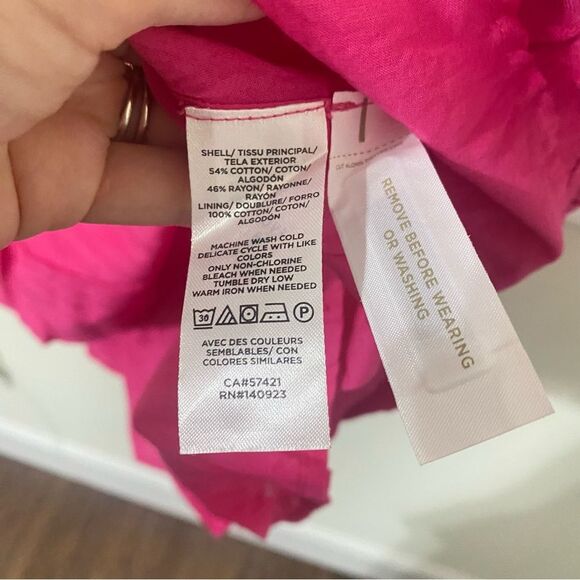 SHELL/ TISSU PRINCIPAL/
TELA EXTERIOR
54% COTTON/ COTON/
ALGODÓN
46% RAYON/ RAYONNE/
RAYÓN
LINING/ DOUBLURE/ FORRO
100% COTTON/ COTON/
ALGODÓN
MACHINE WASH COLD
DELICATE CYCLE WITH LIKE
COLORS
ONLY NON-CHLORINE
BLEACH WHEN NEEDED
TUMBLE DRY LOW
WARM IRON WHEN NEEDED
30 P
AVEC DES COULEURS
SEMBLABLES/ CON
COLORES SIMILARES
CA#57421
RN#140923
REMOVE BEFORE WEARING
OR WASHING